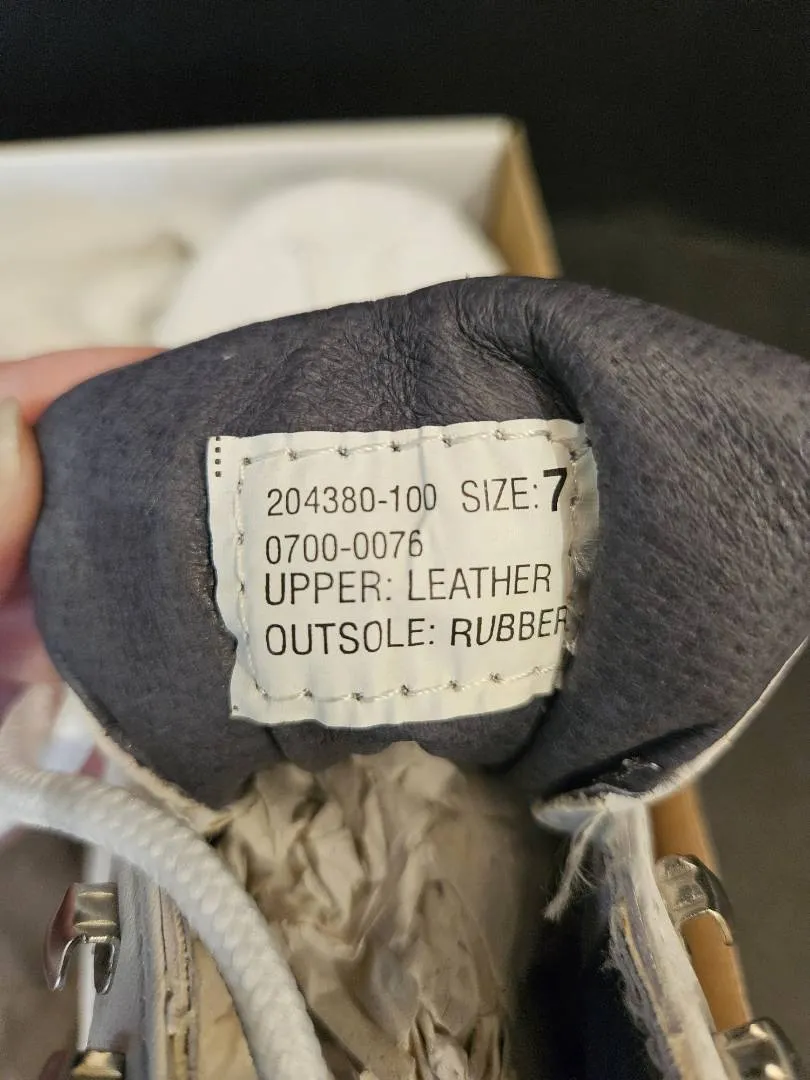 204380-100 SIZE: 7
0700-0076
UPPER: LEATHER
OUTSOLE: RUBBER